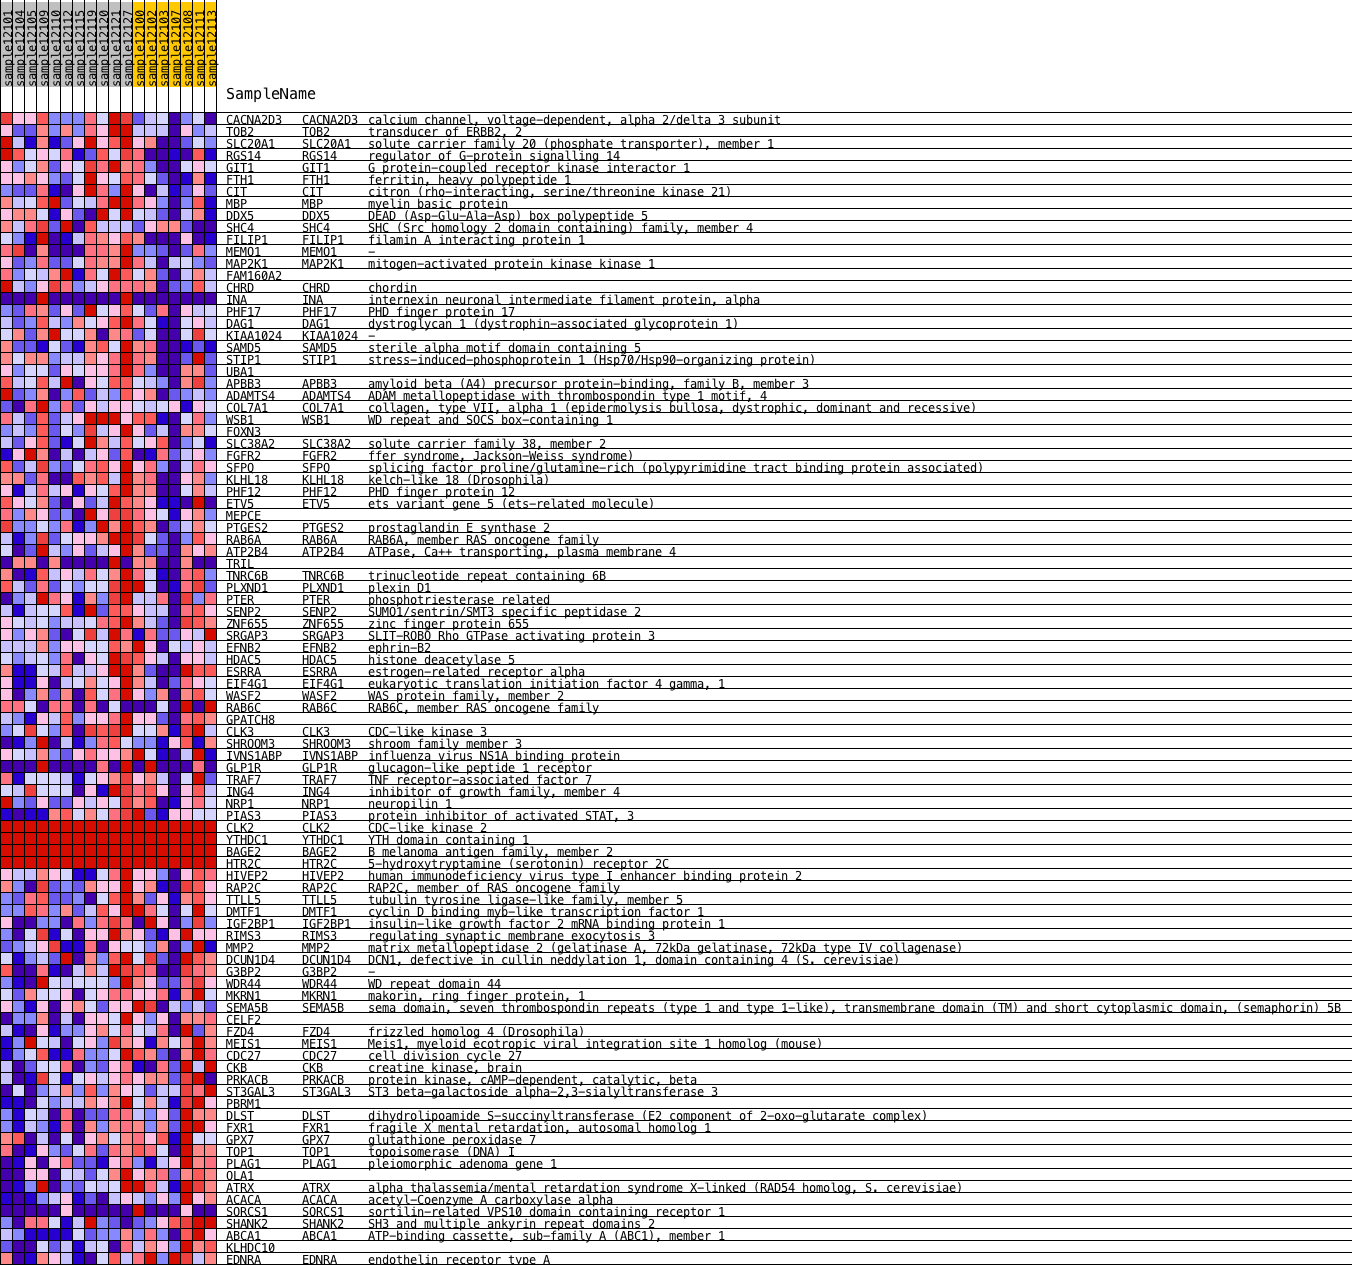 sample12101 sample12104 sample12105 sample12109 sample12110 sample12112 sample12115 sample12119 sample12120 sample12121 sample12127 sample12100 sample12102 sample12103 sample12107 sample12108 sample12111 sample12113
SampleName
CACNA2D3 CACNA2D3 calcium channel, voltage-dependent, alpha 2/delta 3 subunit
TOB2 TOB2 transducer of ERBB2, 2
SLC20A1 SLC20A1 solute carrier family 20 (phosphate transporter), member 1
RGS14 RGS14 regulator of G-protein signalling 14
GIT1 GIT1 G protein-coupled receptor kinase interactor 1
FTH1 FTH1 ferritin, heavy polypeptide 1
CIT CIT citron (rho-interacting, serine/threonine kinase 21)
MBP MBP myelin basic protein
DDX5 DDX5 DEAD (Asp-Glu-Ala-Asp) box polypeptide 5
SHC4 SHC4 SHC (Src homology 2 domain containing) family, member 4
FILIP1 FILIP1 filamin A interacting protein 1
MEMO1 MEMO1 -
MAP2K1 MAP2K1 mitogen-activated protein kinase kinase 1
FAM160A2
CHRD CHRD chordin
INA INA internexin neuronal intermediate filament protein, alpha
PHF17 PHF17 PHD finger protein 17
DAG1 DAG1 dystroglycan 1 (dystrophin-associated glycoprotein 1)
KIAA1024 KIAA1024 -
SAMD5 SAMD5 sterile alpha motif domain containing 5
STIP1 STIP1 stress-induced-phosphoprotein 1 (Hsp70/Hsp90-organizing protein)
UBA1
APBB3 APBB3 amyloid beta (A4) precursor protein-binding, family B, member 3
ADAMTS4 ADAMTS4 ADAM metallopeptidase with thrombospondin type 1 motif, 4
COL7A1 COL7A1 collagen, type VII, alpha 1 (epidermolysis bullosa, dystrophic, dominant and recessive)
WSB1 WSB1 WD repeat and SOCS box-containing 1
FOXN3
SLC38A2 SLC38A2 solute carrier family 38, member 2
FGFR2 FGFR2 ffer syndrome, Jackson-Weiss syndrome)
SFPQ SFPQ splicing factor proline/glutamine-rich (polypyrimidine tract binding protein associated)
KLHL18 KLHL18 kelch-like 18 (Drosophila)
PHF12 PHF12 PHD finger protein 12
ETV5 ETV5 ets variant gene 5 (ets-related molecule)
MEPCE
PTGES2 PTGES2 prostaglandin E synthase 2
RAB6A RAB6A RAB6A, member RAS oncogene family
ATP2B4 ATP2B4 ATPase, Ca++ transporting, plasma membrane 4
TRIL
TNRC6B TNRC6B trinucleotide repeat containing 6B
PLXND1 PLXND1 plexin D1
PTER PTER phosphotriesterase related
SENP2 SENP2 SUMO1/sentrin/SMT3 specific peptidase 2
ZNF655 ZNF655 zinc finger protein 655
SRGAP3 SRGAP3 SLIT-ROBO Rho GTPase activating protein 3
EFNB2 EFNB2 ephrin-B2
HDAC5 HDAC5 histone deacetylase 5
ESRRA ESRRA estrogen-related receptor alpha
EIF4G1 EIF4G1 eukaryotic translation initiation factor 4 gamma, 1
WASF2 WASF2 WAS protein family, member 2
RAB6C RAB6C RAB6C, member RAS oncogene family
GPATCH8
CLK3 CLK3 CDC-like kinase 3
SHROOM3 SHROOM3 shroom family member 3
IVNS1ABP IVNS1ABP influenza virus NS1A binding protein
GLP1R GLP1R glucagon-like peptide 1 receptor
TRAF7 TRAF7 TNF receptor-associated factor 7
ING4 ING4 inhibitor of growth family, member 4
NRP1 NRP1 neuropilin 1
PIAS3 PIAS3 protein inhibitor of activated STAT, 3
CLK2 CLK2 CDC-like kinase 2
YTHDC1 YTHDC1 YTH domain containing 1
BAGE2 BAGE2 B melanoma antigen family, member 2
HTR2C HTR2C 5-hydroxytryptamine (serotonin) receptor 2C
HIVEP2 HIVEP2 human immunodeficiency virus type I enhancer binding protein 2
RAP2C RAP2C RAP2C, member of RAS oncogene family
TTLL5 TTLL5 tubulin tyrosine ligase-like family, member 5
DMTF1 DMTF1 cyclin D binding myb-like transcription factor 1
IGF2BP1 IGF2BP1 insulin-like growth factor 2 mRNA binding protein 1
RIMS3 RIMS3 regulating synaptic membrane exocytosis 3
MMP2 MMP2 matrix metallopeptidase 2 (gelatinase A, 72kDa gelatinase, 72kDa type IV collagenase)
DCUN1D4 DCUN1D4 DCN1, defective in cullin neddylation 1, domain containing 4 (S. cerevisiae)
G3BP2 G3BP2 -
WDR44 WDR44 WD repeat domain 44
MKRN1 MKRN1 makorin, ring finger protein, 1
SEMA5B SEMA5B sema domain, seven thrombospondin repeats (type 1 and type 1-like), transmembrane domain (TM) and short cytoplasmic domain, (semaphorin) 5B
CELF2
FZD4 FZD4 frizzled homolog 4 (Drosophila)
MEIS1 MEIS1 Meis1, myeloid ecotropic viral integration site 1 homolog (mouse)
CDC27 CDC27 cell division cycle 27
CKB CKB creatine kinase, brain
PRKACB PRKACB protein kinase, cAMP-dependent, catalytic, beta
ST3GAL3 ST3GAL3 ST3 beta-galactoside alpha-2,3-sialyltransferase 3
PBRM1
DLST DLST dihydrolipoamide S-succinyltransferase (E2 component of 2-oxo-glutarate complex)
FXR1 FXR1 fragile X mental retardation, autosomal homolog 1
GPX7 GPX7 glutathione peroxidase 7
TOP1 TOP1 topoisomerase (DNA) I
PLAG1 PLAG1 pleiomorphic adenoma gene 1
OLA1
ATRX ATRX alpha thalassemia/mental retardation syndrome X-linked (RAD54 homolog, S. cerevisiae)
ACACA ACACA acetyl-Coenzyme A carboxylase alpha
SORCS1 SORCS1 sortilin-related VPS10 domain containing receptor 1
SHANK2 SHANK2 SH3 and multiple ankyrin repeat domains 2
ABCA1 ABCA1 ATP-binding cassette, sub-family A (ABC1), member 1
KLHDC10
EDNRA EDNRA endothelin receptor type A